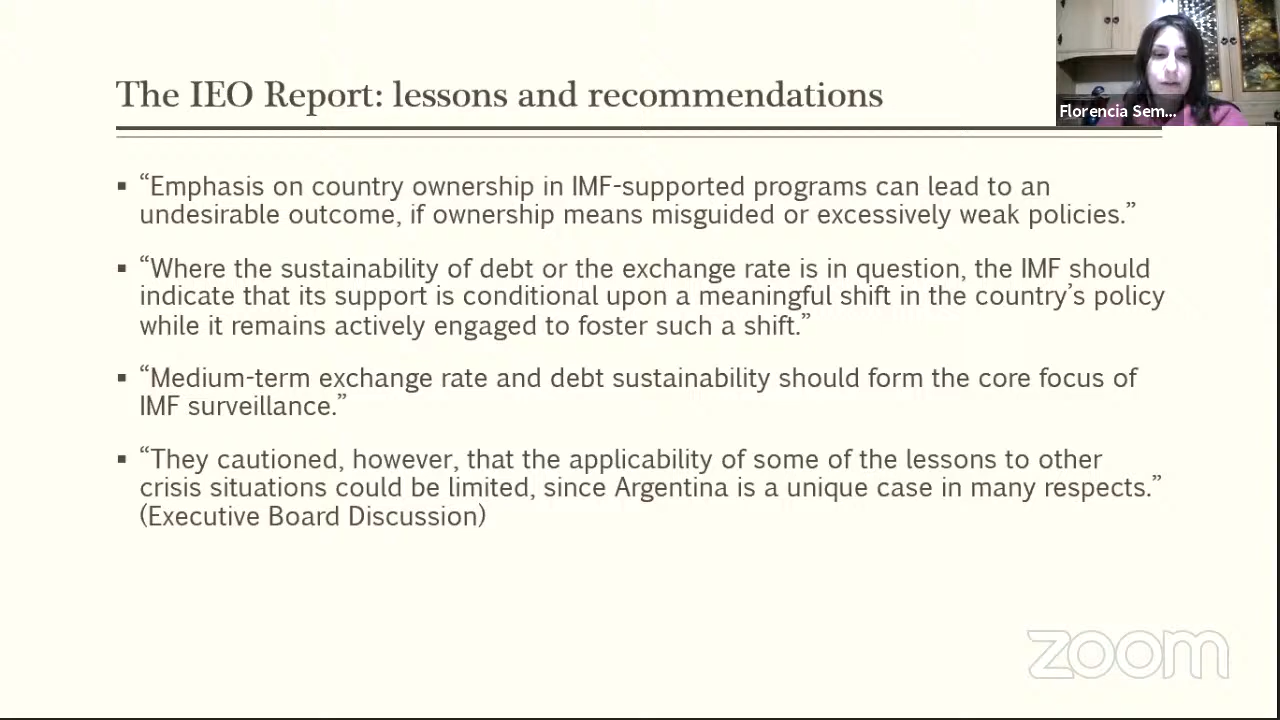 The IEO Report: lessons and recommendations
Florencia Sem...
▪ “Emphasis on country ownership in IMF-supported programs can lead to an
undesirable outcome, if ownership means misguided or excessively weak policies.”
▪ “Where the sustainability of debt or the exchange rate is in question, the IMF should
indicate that its support is conditional upon a meaningful shift in the country’s policy
while it remains actively engaged to foster such a shift.”
▪ “Medium-term exchange rate and debt sustainability should form the core focus of
IMF surveillance.”
▪ “They cautioned, however, that the applicability of some of the lessons to other
crisis situations could be limited, since Argentina is a unique case in many respects.”
(Executive Board Discussion)
zoom